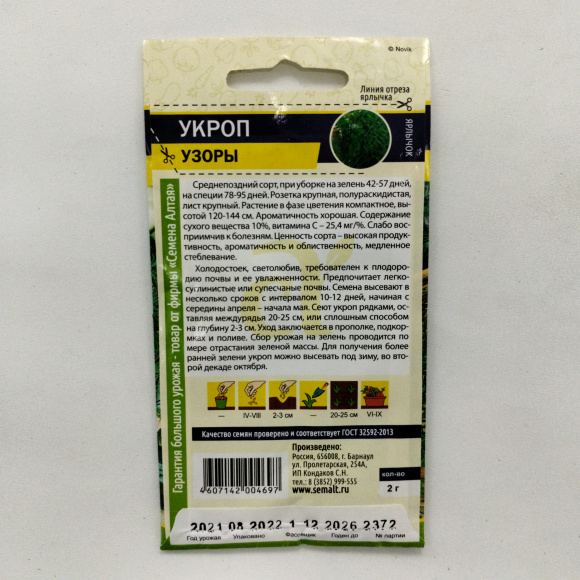 © Novik
Линия отреза
ярлычка
УКРОП
УЗОРЫ
ЯРЛЫЧОК
Гарантия большого урожая - товар от фирмы «Семена Алтая»
Среднепоздний сорт, при уборке на зелень 42-57 дней,
на специи 78-95 дней. Розетка крупная, полураскидистая,
лист крупный. Растение в фазе цветения компактное, вы-
сотой 120-144 см. Ароматичность хорошая. Содержание
сухого вещества 10%, витамина С – 25,4 мг/%. Слабо вос-
приимчив к болезням. Ценность сорта – высокая продук-
тивность, ароматичность и облиственность, медленное
стеблевание.
Холодостоек, светолюбив, требователен к плодоро-
дию почвы и ее увлажненности. Предпочитает легко-
суглинистые или супесчаные почвы. Семена высевают в
несколько сроков с интервалом 10-12 дней, начиная с
середины апреля – начала мая. Сеют укроп рядками, ос-
тавляя междурядья 20-25 см, или сплошным способом
на глубину 2-3 см. Уход заключается в прополке, подкор-
мках и поливе. Сбор урожая на зелень проводится по
мере отрастания зеленой массы. Для получения более
ранней зелени укроп можно высевать под зиму, во вто-
рой декаде октября.
— IV-VIII 2-3 см — 20-25 см VI-IX
Качество семян проверено и соответствует ГОСТ 32592-2013
Произведено:
Россия, 656008, г. Барнаул
ул. Пролетарская, 254А,
ИП Кондаков С.Н.
тел.: 8 (3852) 999-555
www.semalt.ru
кол-во
2 г
4607142 004697
2021 08 2022 1 12 2026 2372
Год урожая Упаковано Фасовщик Годен до № партии